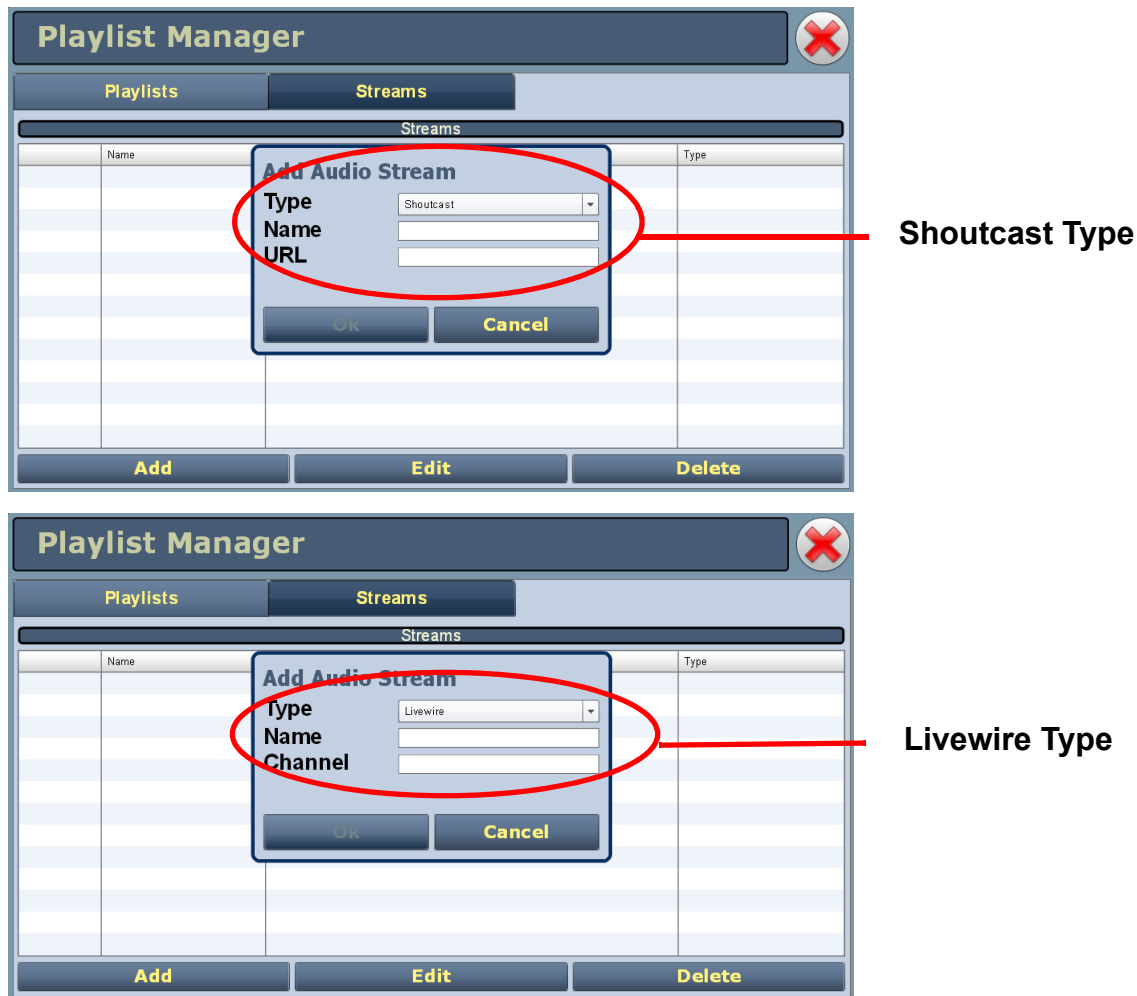 Playlist Manager
Playlists Streams
Streams
Name Type
Add Audio Stream
Type Shoutcast
Name
URL
Ok Cancel
Add Edit Delete
Shoutcast Type
Playlist Manager
Playlists Streams
Streams
Name Type
Add Audio Stream
Type Livewire
Name
Channel
Ok Cancel
Add Edit Delete
Livewire Type